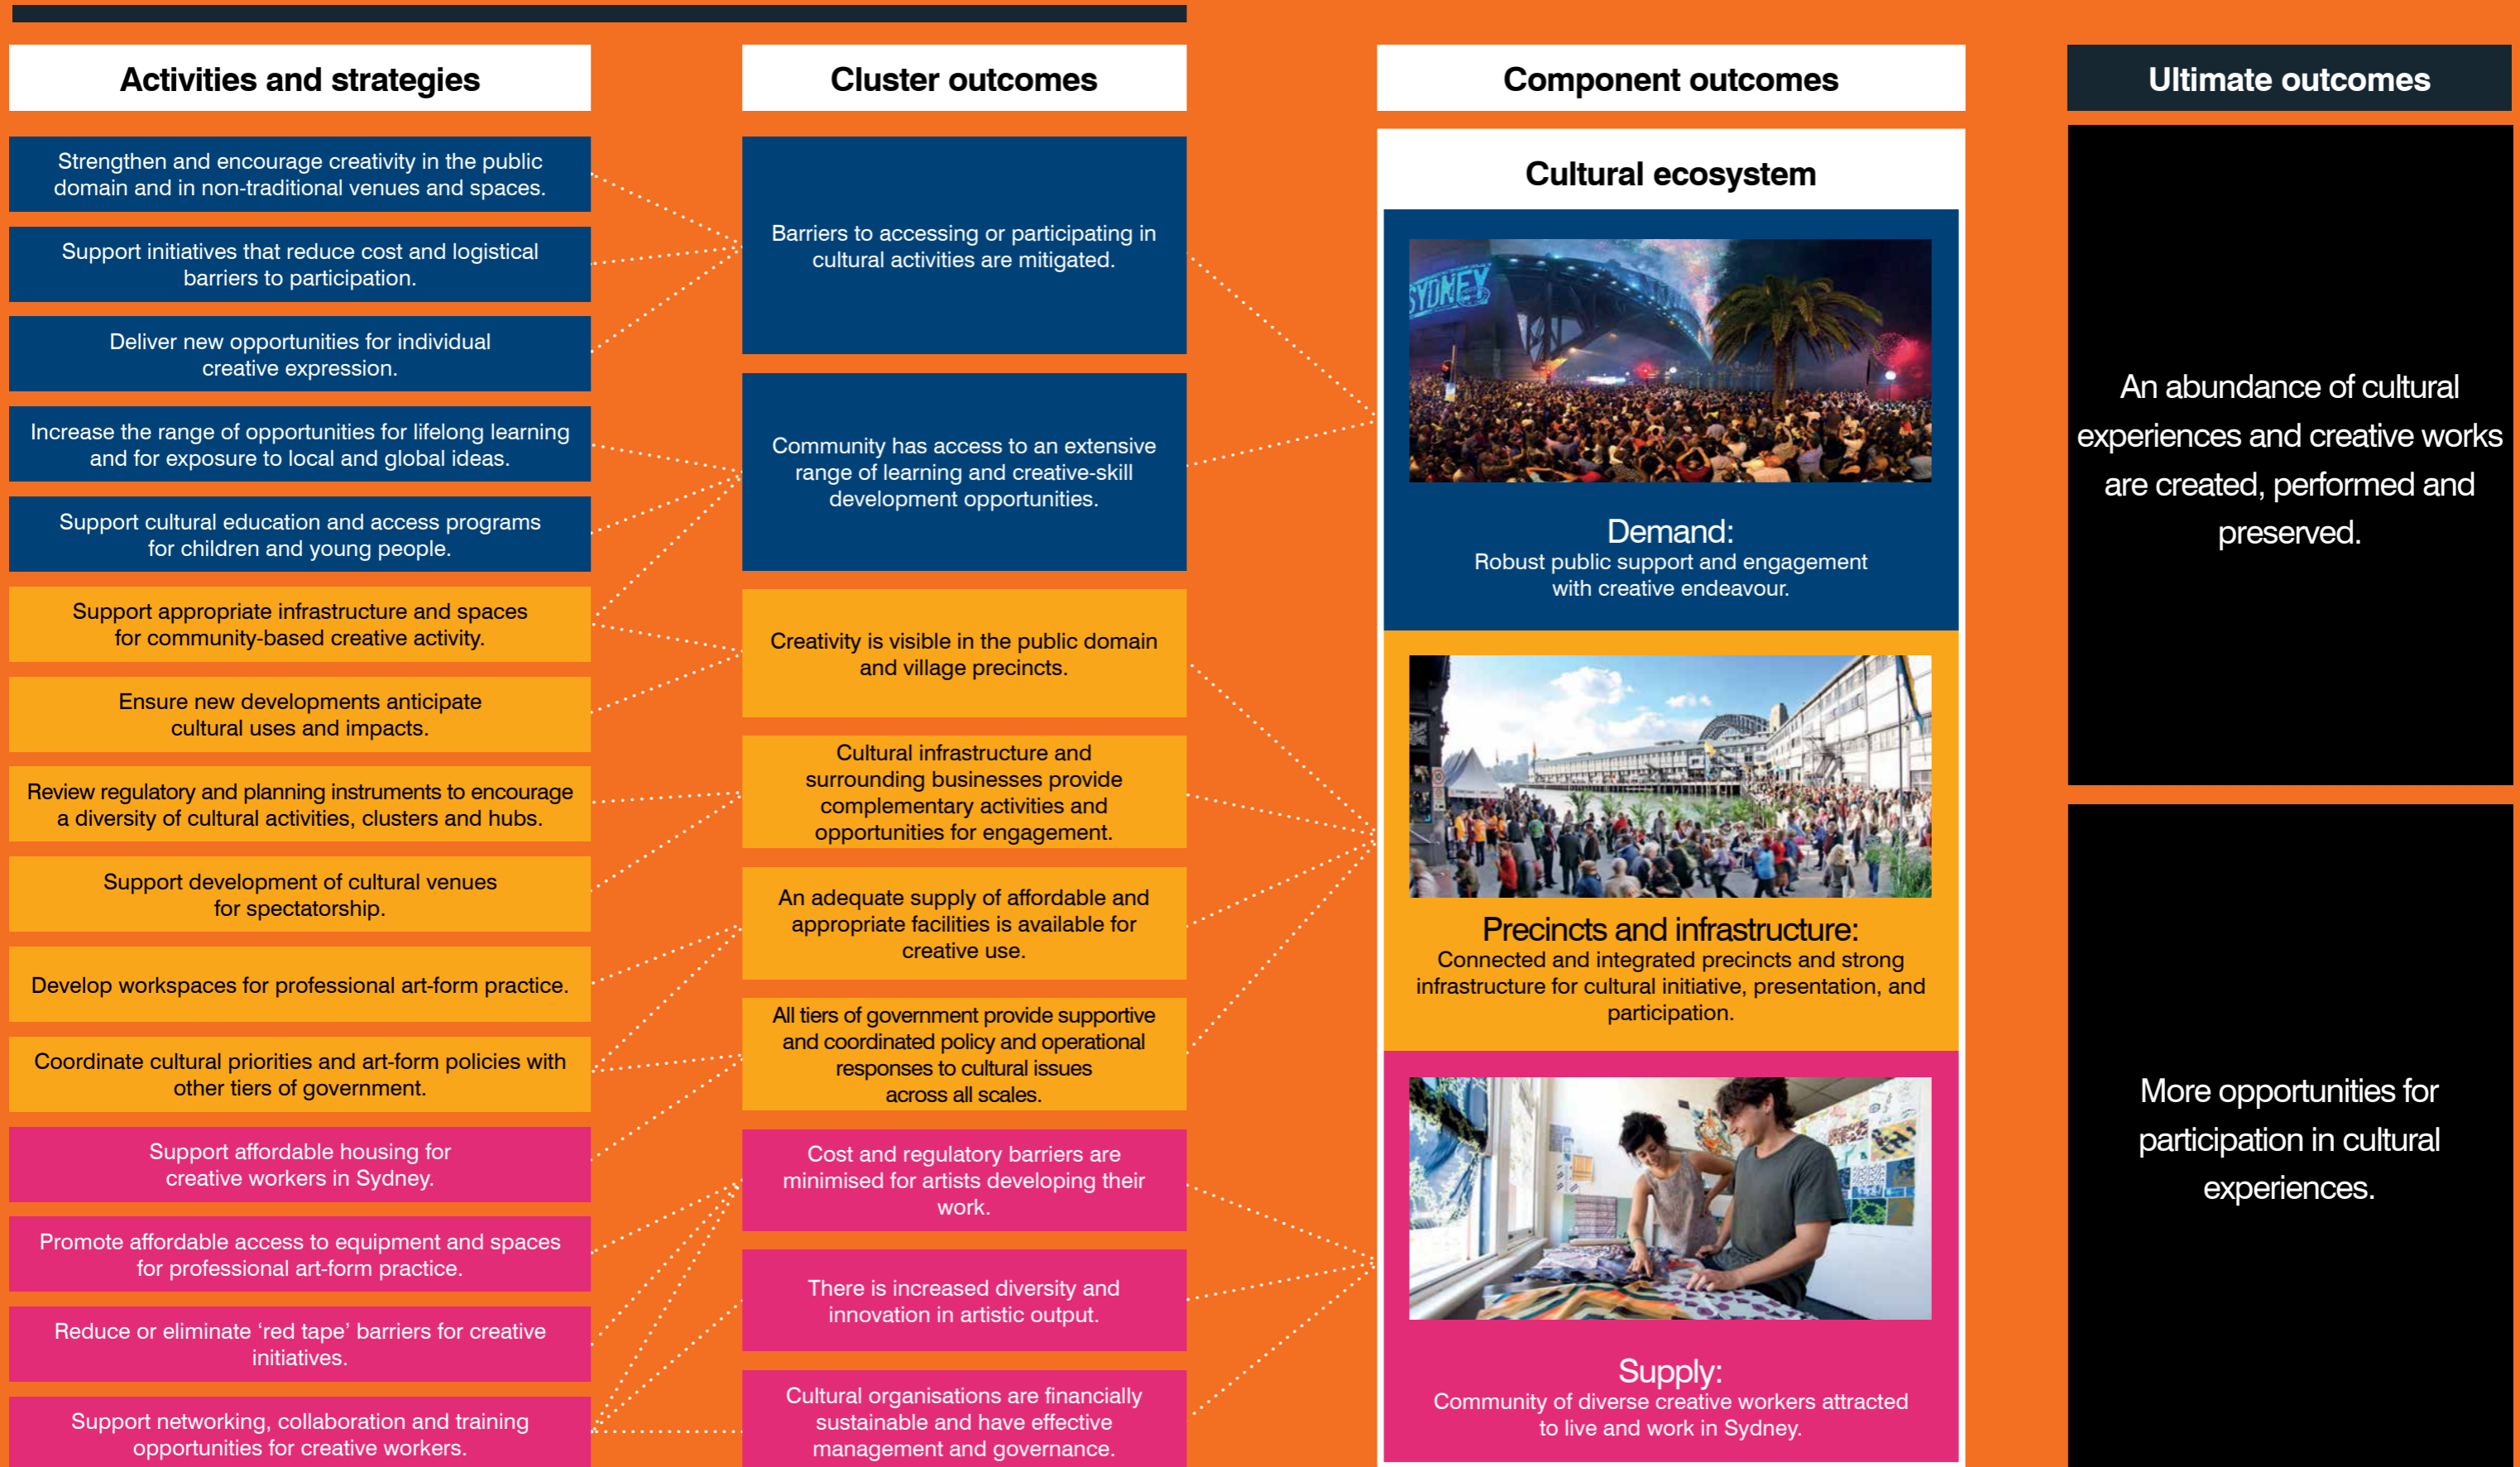 Activities and strategies
Strengthen and encourage creativity in the public
domain and in non-traditional venues and spaces.
Support initiatives that reduce cost and logistical
barriers to participation.
Deliver new opportunities for individual
creative expression.
Increase the range of opportunities for lifelong learning
and for exposure to local and global ideas.
Support cultural education and access programs
for children and young people.
Support appropriate infrastructure and spaces
for community-based creative activity.
Ensure new developments anticipate
cultural uses and impacts.
Review regulatory and planning instruments to encourage
a diversity of cultural activities, clusters and hubs.
Support development of cultural venues
for spectatorship.
Develop workspaces for professional art-form practice.
Coordinate cultural priorities and art-form policies with
other tiers of government.
Support affordable housing for
creative workers in Sydney.
Promote affordable access to equipment and spaces
for professional art-form practice.
Reduce or eliminate ‘red tape’ barriers for creative
initiatives.
Support networking, collaboration and training
opportunities for creative workers.
Cluster outcomes
Barriers to accessing or participating in
cultural activities are mitigated.
Community has access to an extensive
range of learning and creative-skill
development opportunities.
Creativity is visible in the public domain
and village precincts.
Cultural infrastructure and
surrounding businesses provide
complementary activities and
opportunities for engagement.
An adequate supply of affordable and
appropriate facilities is available for
creative use.
All tiers of government provide supportive
and coordinated policy and operational
responses to cultural issues
across all scales.
Cost and regulatory barriers are
minimised for artists developing their
work.
There is increased diversity and
innovation in artistic output.
Cultural organisations are financially
sustainable and have effective
management and governance.
Component outcomes
Cultural ecosystem
SYDNEY
Demand:
Robust public support and engagement
with creative endeavour.
Precincts and infrastructure:
Connected and integrated precincts and strong
infrastructure for cultural initiative, presentation, and
participation.
Supply:
Community of diverse creative workers attracted
to live and work in Sydney.
Ultimate outcomes
An abundance of cultural
experiences and creative works
are created, performed and
preserved.
More opportunities for
participation in cultural
experiences.